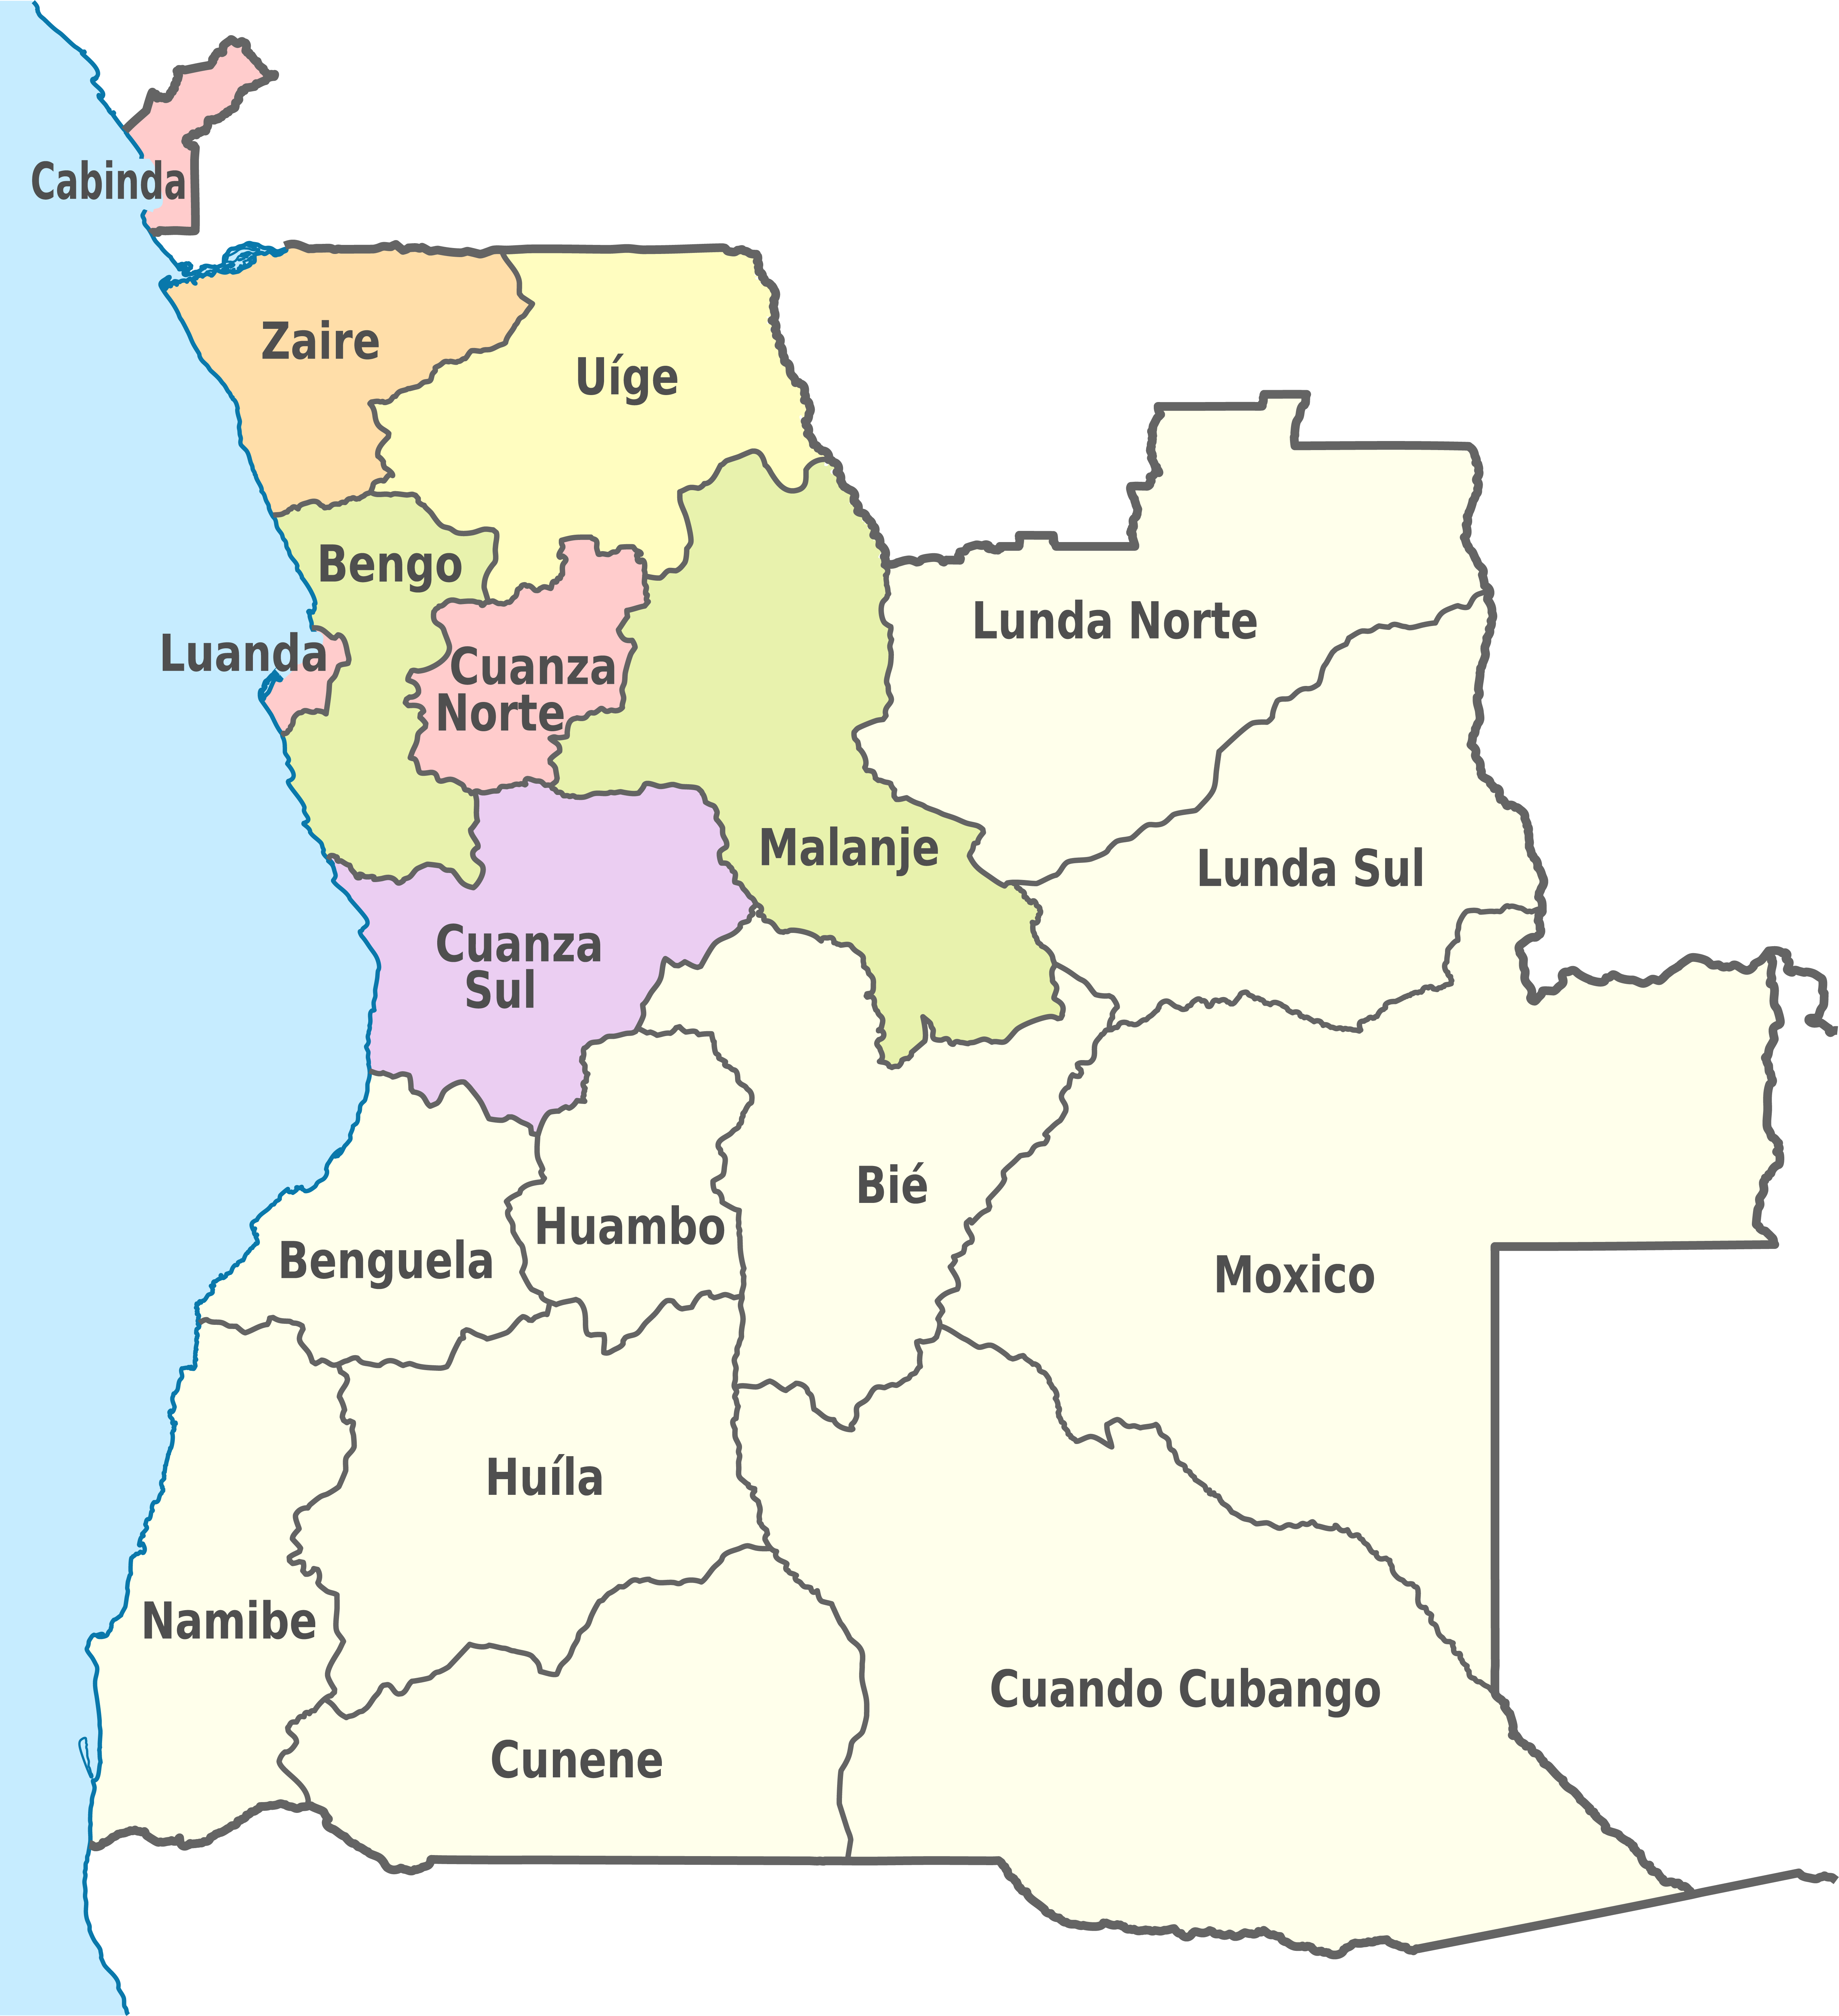 Cabinda
Zaire
Uíge
Bengo
Lunda Norte
Luanda
Cuanza
Norte
Malanje
Lunda Sul
Cuanza
Sul
Bié
Huambo
Benguela
Moxico
Huíla
Namibe
Cuando Cubango
Cunene